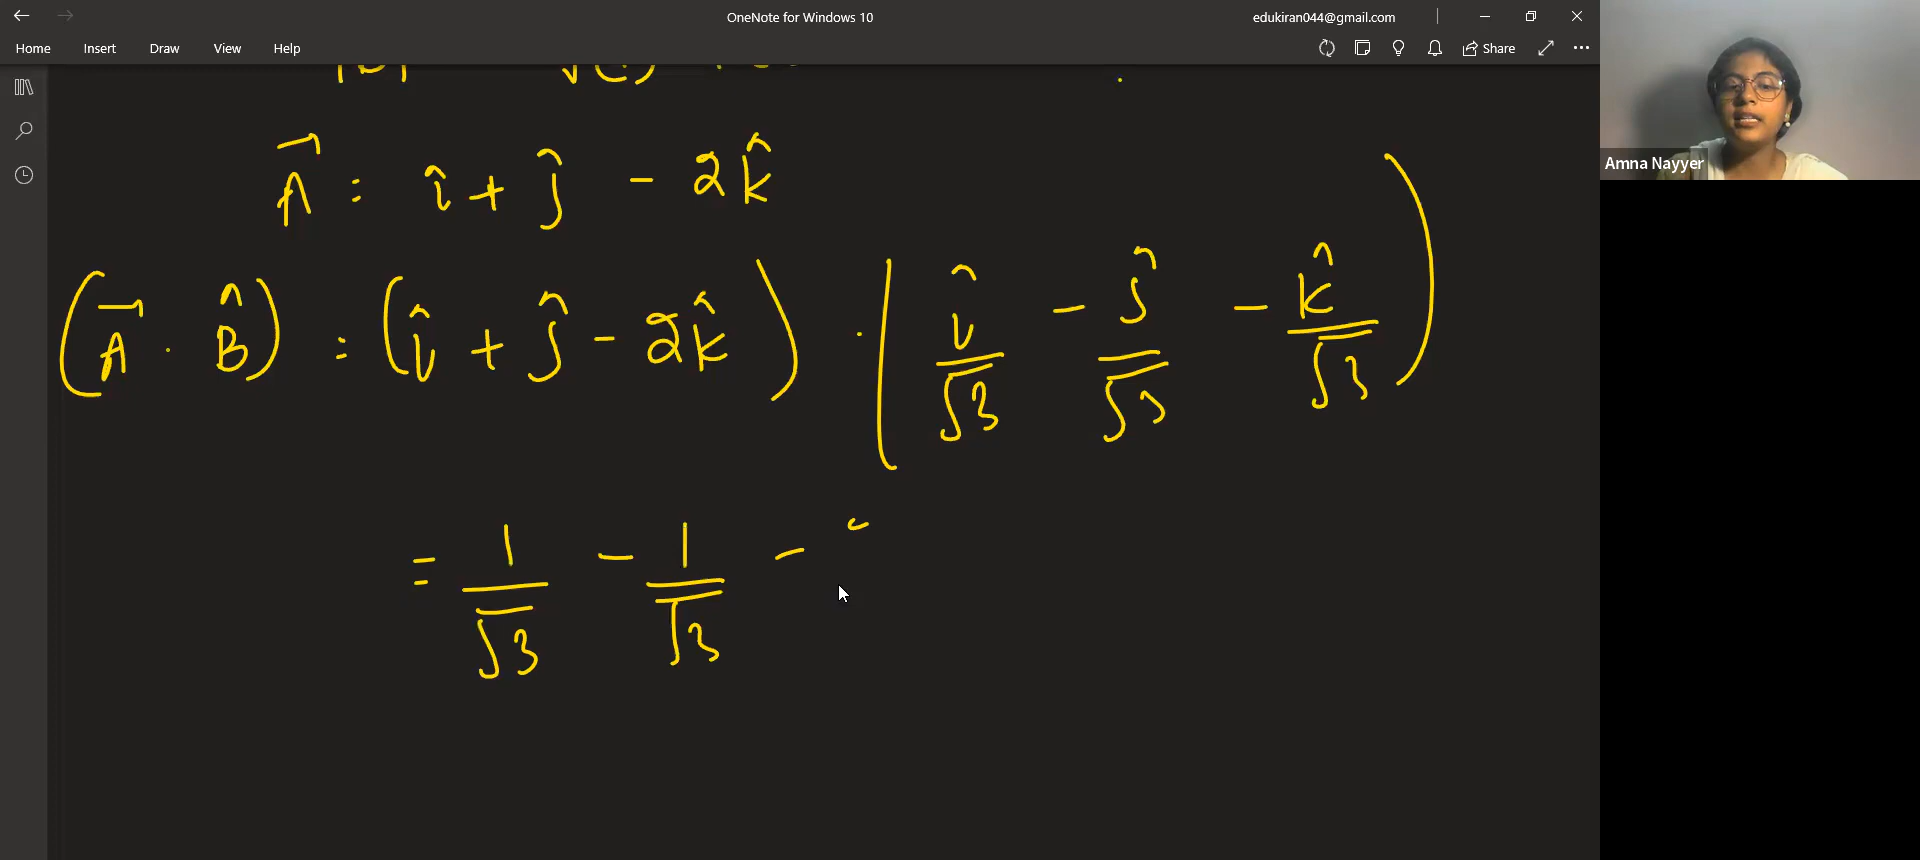 OneNote for Windows 10
edukiran044@gmail.com
Home Insert Draw View Help
Share
Amna Nayyer
A⃗ = î + ĵ - 2k̂
(A⃗ · B̂) = (î + ĵ - 2k̂) · (î/√3 - ĵ/√3 - k̂/√3)
= 1/√3 - 1/√3 -